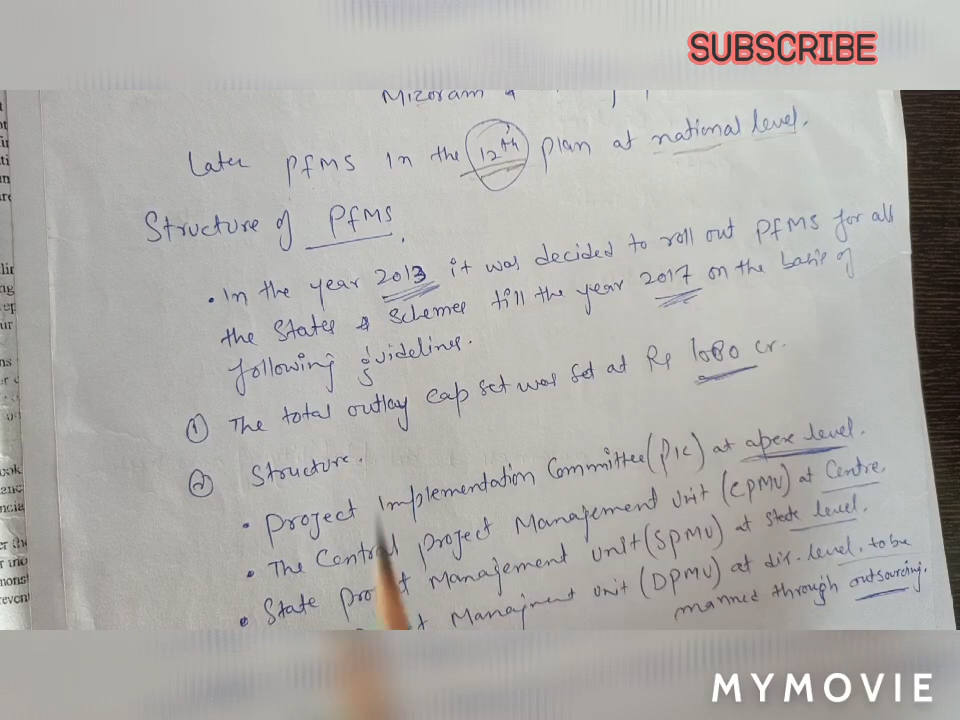 SUBSCRIBE
Mizoram &
Later PFMS in the 12th plan at national level.
Structure of PFMS.
• In the year 2013 it was decided to roll out PFMS for all
the States & Schemes till the year 2017 on the basis of
following guidelines.
① The total outlay cap set was set at Rs 1080 cr.
② Structure.
• Project Implementation Committee (PIC) at apex level.
• The Central Project Management Unit (CPMU) at Centre
• State Project Management Unit (SPMU) at state level.
Managment Unit (DPMU) at dis. level. to be
manned through outsourcing.
MYMOVIE